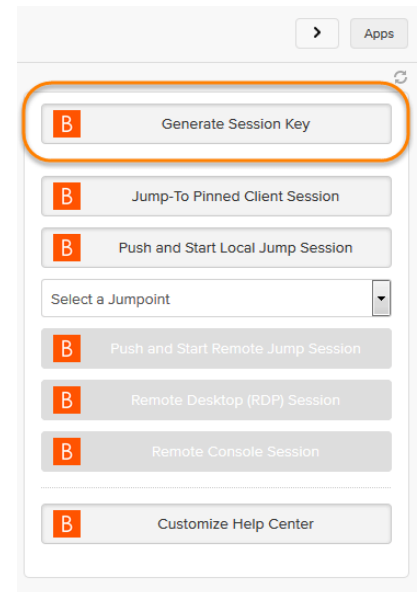 Apps
B Generate Session Key
B Jump-To Pinned Client Session
B Push and Start Local Jump Session
Select a Jumpoint
B Push and Start Remote Jump Session
B Remote Desktop (RDP) Session
B Remote Console Session
B Customize Help Center